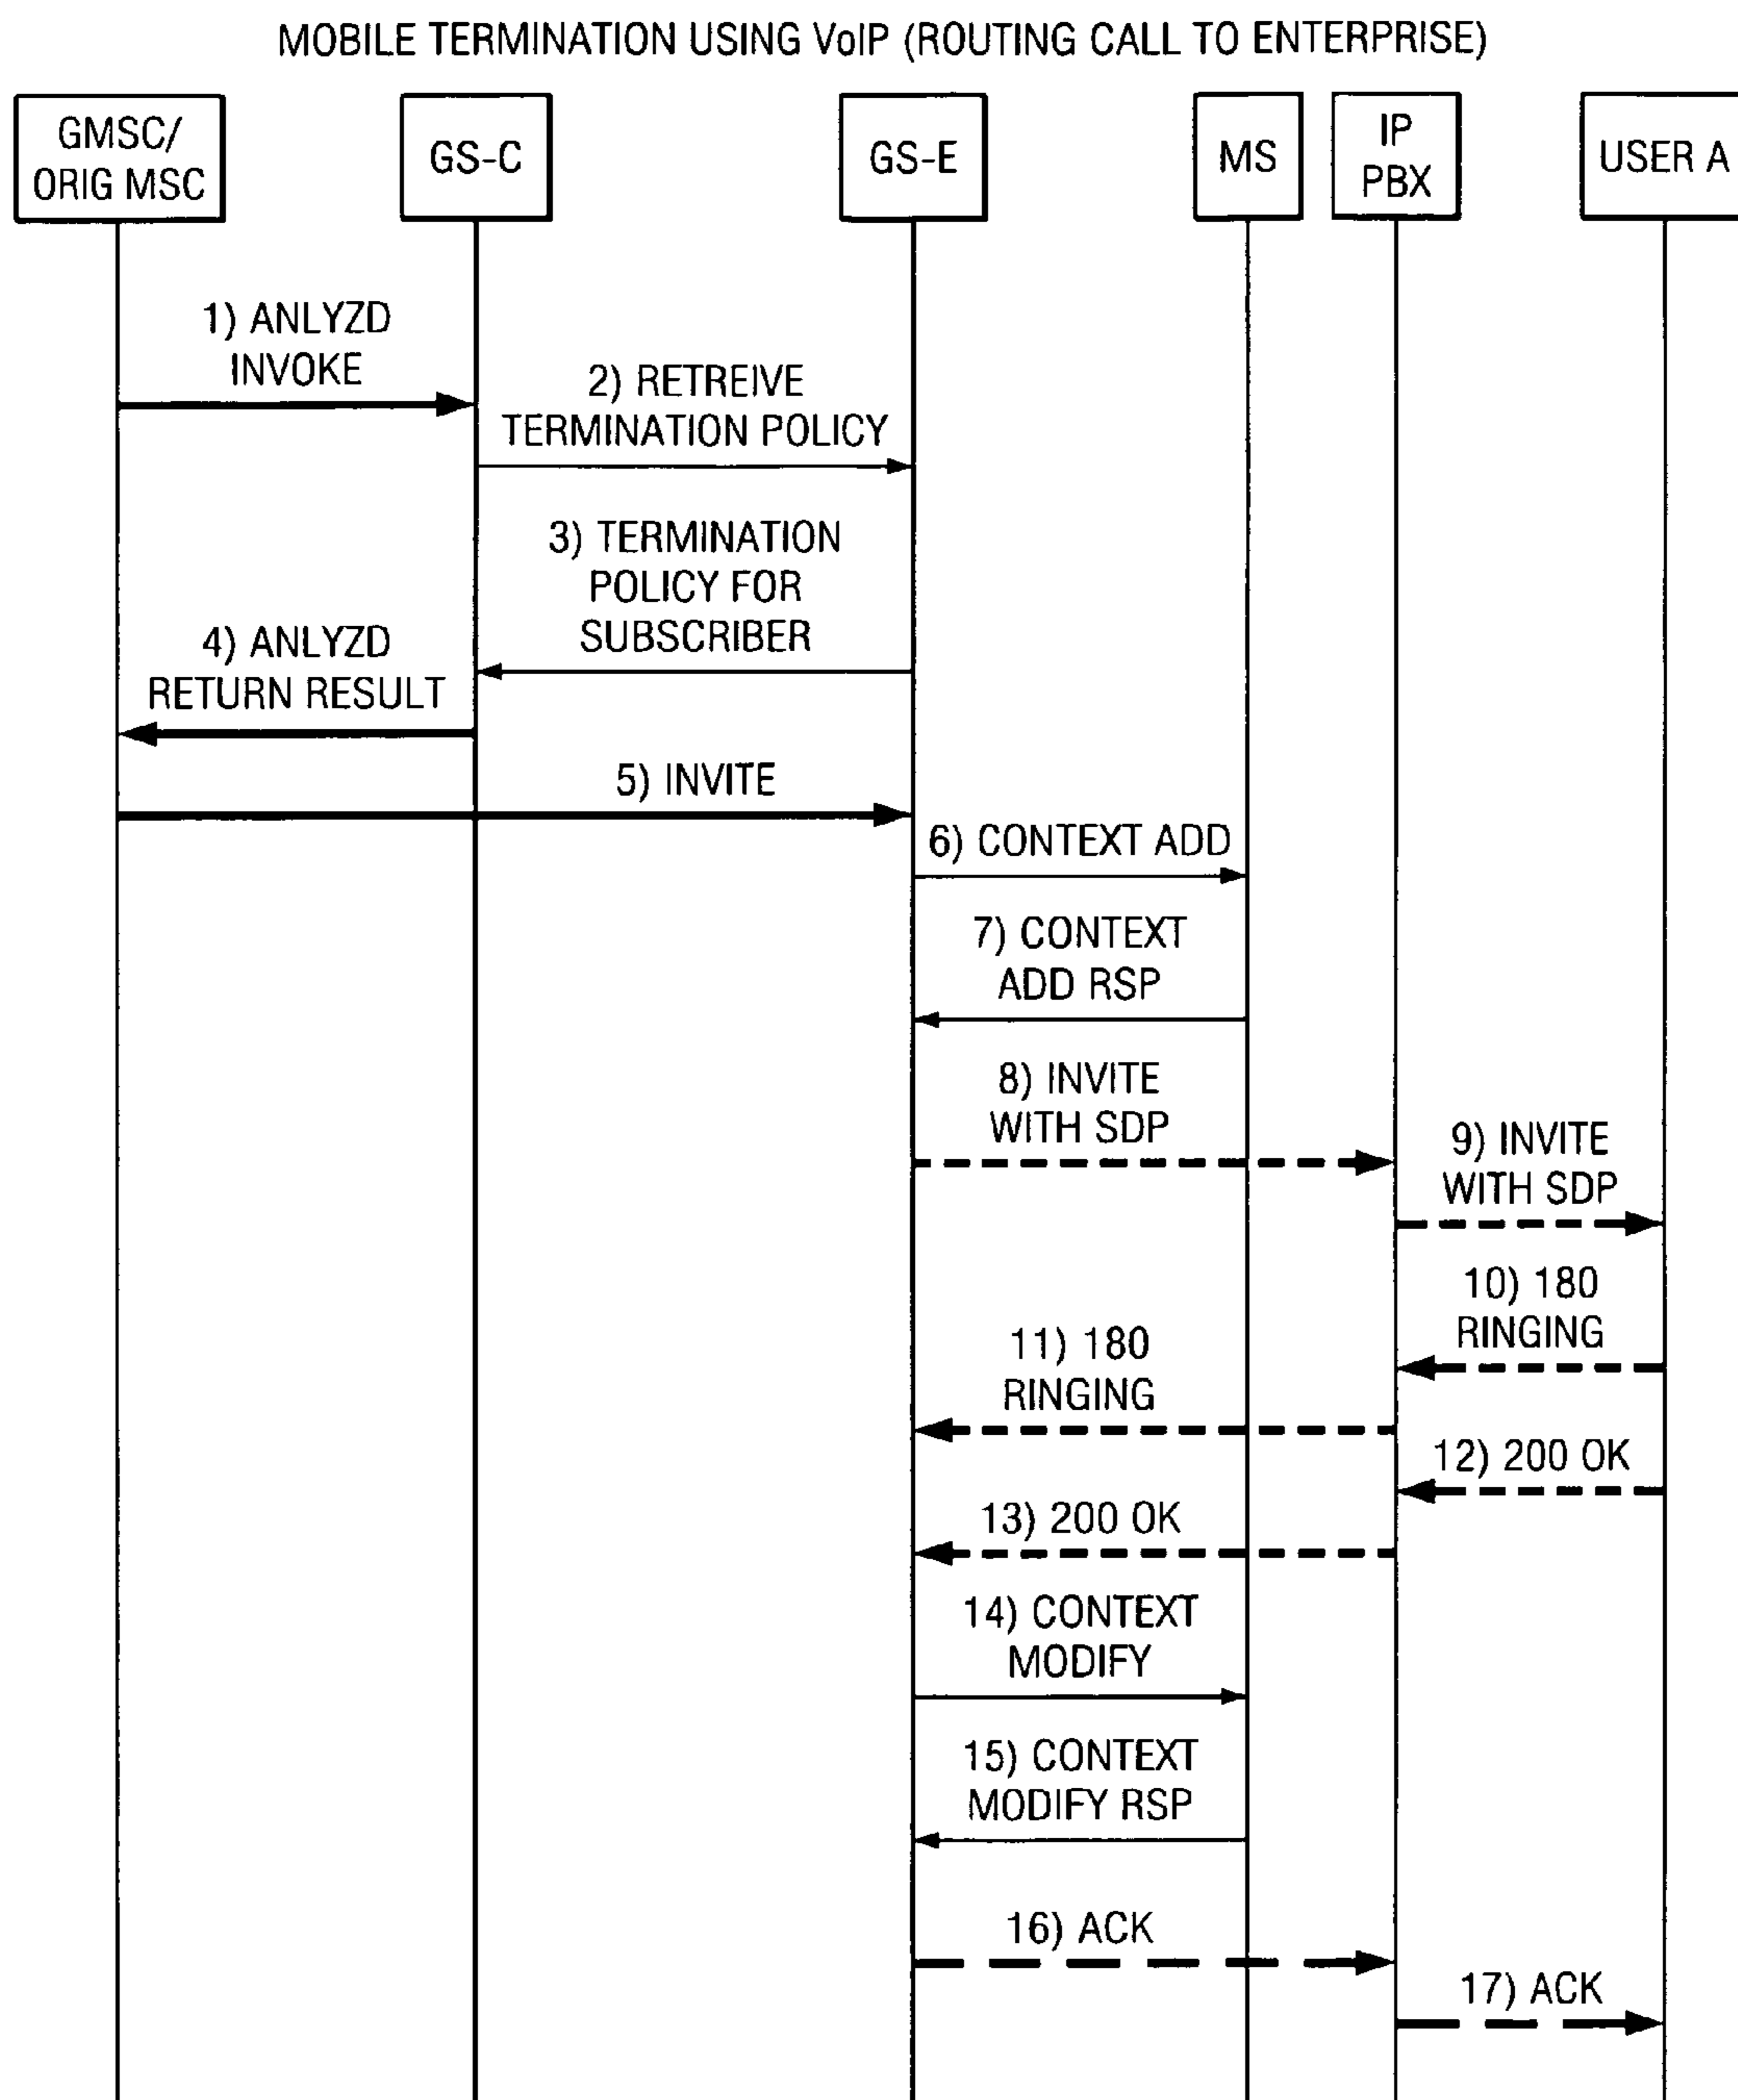 MOBILE TERMINATION USING VoIP (ROUTING CALL TO ENTERPRISE)
GMSC/
ORIG MSC
GS-C
GS-E
MS
IP
PBX
USER A
1) ANLYZD
INVOKE
2) RETREIVE
TERMINATION POLICY
3) TERMINATION
POLICY FOR
SUBSCRIBER
4) ANLYZD
RETURN RESULT
5) INVITE
6) CONTEXT ADD
7) CONTEXT
ADD RSP
8) INVITE
WITH SDP
9) INVITE
WITH SDP
10) 180
RINGING
11) 180
RINGING
12) 200 OK
13) 200 OK
14) CONTEXT
MODIFY
15) CONTEXT
MODIFY RSP
16) ACK
17) ACK